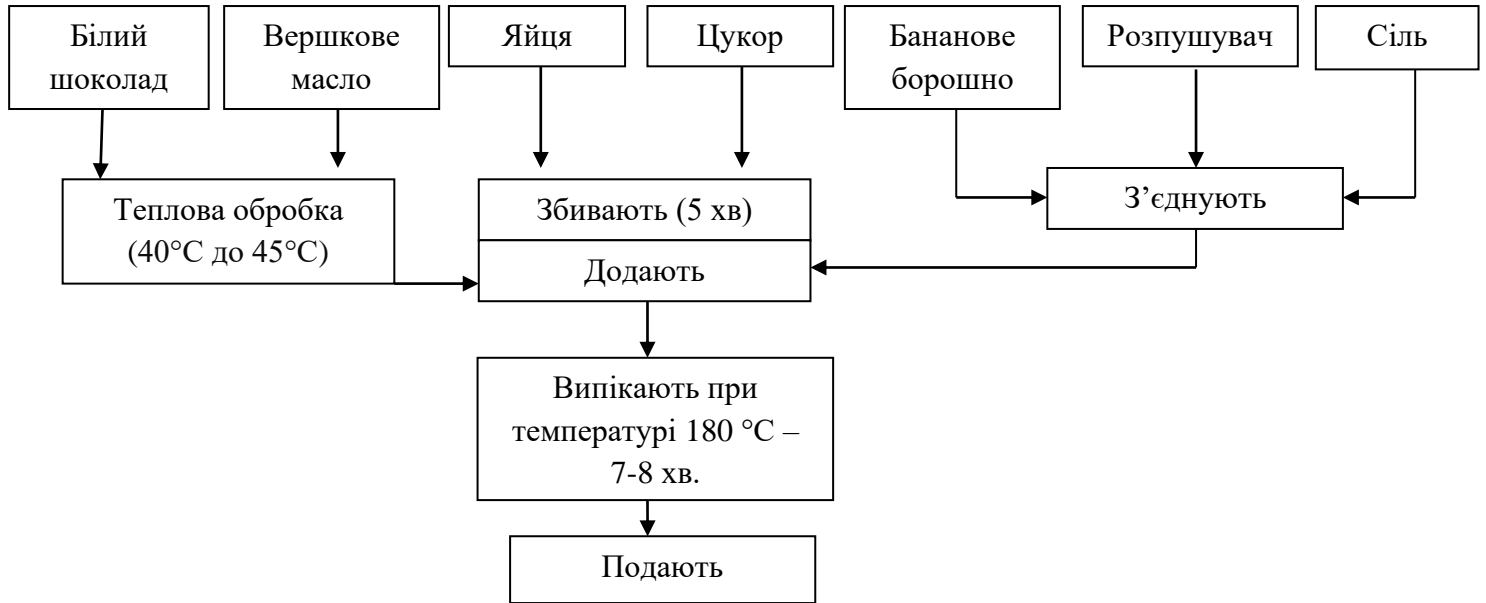 Білий
шоколад
Вершкове
масло
Яйця
Цукор
Бананове
борошно
Розпушувач
Сіль
Теплова обробка
(40°C до 45°C)
Збивають (5 хв)
З’єднують
Додають
Випікають при
температурі 180 °C –
7-8 хв.
Подають